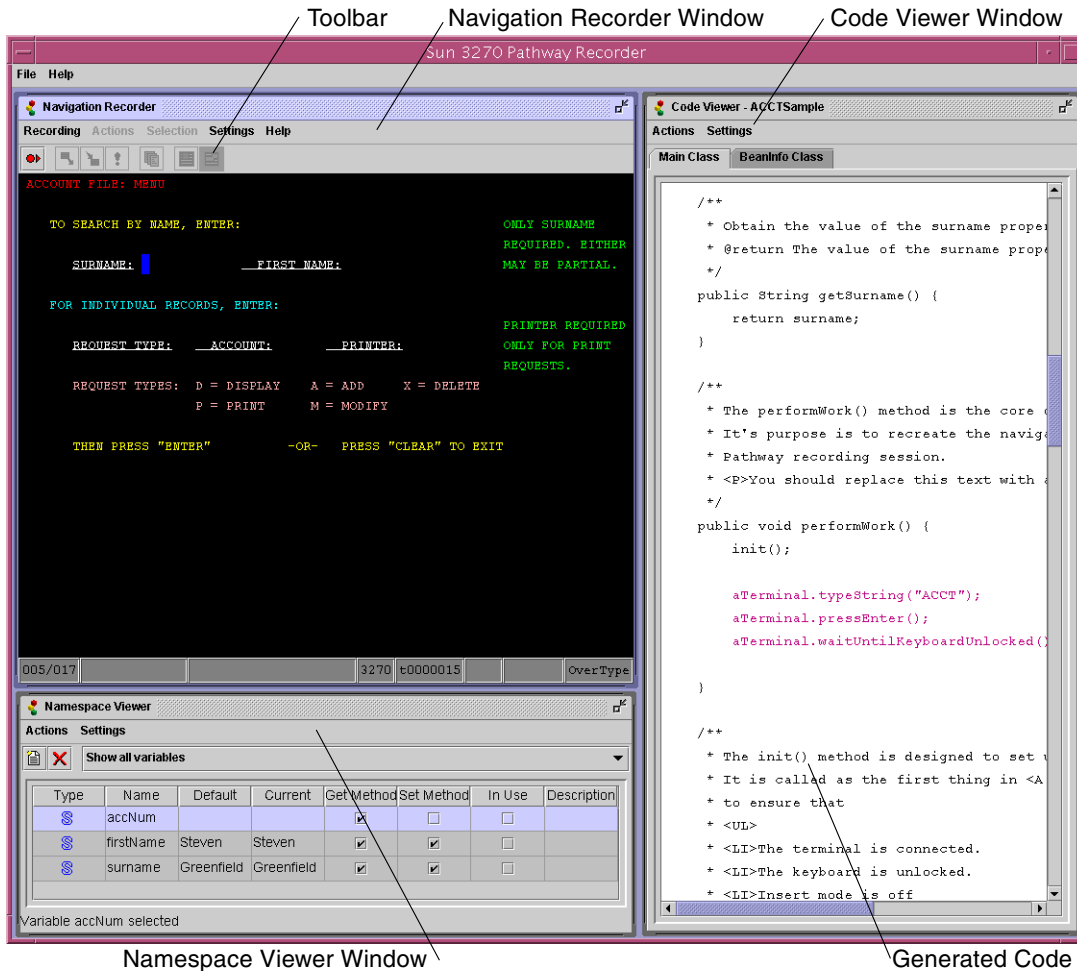 Toolbar
Navigation Recorder Window
Code Viewer Window
Sun 3270 Pathway Recorder
File Help
Navigation Recorder
Recording Actions Selection Settings Help
ACCOUNT FILE: MENU
TO SEARCH BY NAME, ENTER:
ONLY SURNAME
REQUIRED. EITHER
SURNAME: FIRST NAME:
MAY BE PARTIAL.
FOR INDIVIDUAL RECORDS, ENTER:
PRINTER REQUIRED
REQUEST TYPE: ACCOUNT: PRINTER:
ONLY FOR PRINT
REQUESTS.
REQUEST TYPES: D = DISPLAY A = ADD X = DELETE
P = PRINT M = MODIFY
THEN PRESS "ENTER" -OR- PRESS "CLEAR" TO EXIT
005/017 3270 t0000015 OverType
Namespace Viewer
Actions Settings
Show all variables
Type Name Default Current Get Method Set Method In Use Description
S accNum
S firstName Steven Steven
S surname Greenfield Greenfield
Variable accNum selected
Code Viewer - ACCTSample
Actions Settings
Main Class BeanInfo Class
/**
* Obtain the value of the surname proper
* @return The value of the surname prope
*/
public String getSurname() {
return surname;
}
/**
* The performWork() method is the core
* It's purpose is to recreate the naviga
* Pathway recording session.
* <P>You should replace this text with a
*/
public void performWork() {
init();
aTerminal.typeString("ACCT");
aTerminal.pressEnter();
aTerminal.waitUntilKeyboardUnlocked()
}
/**
* The init() method is designed to set
* It is called as the first thing in <A
* to ensure that
* <UL>
* <LI>The terminal is connected.
* <LI>The keyboard is unlocked.
* <LI>Insert mode is off
Namespace Viewer Window
Generated Code